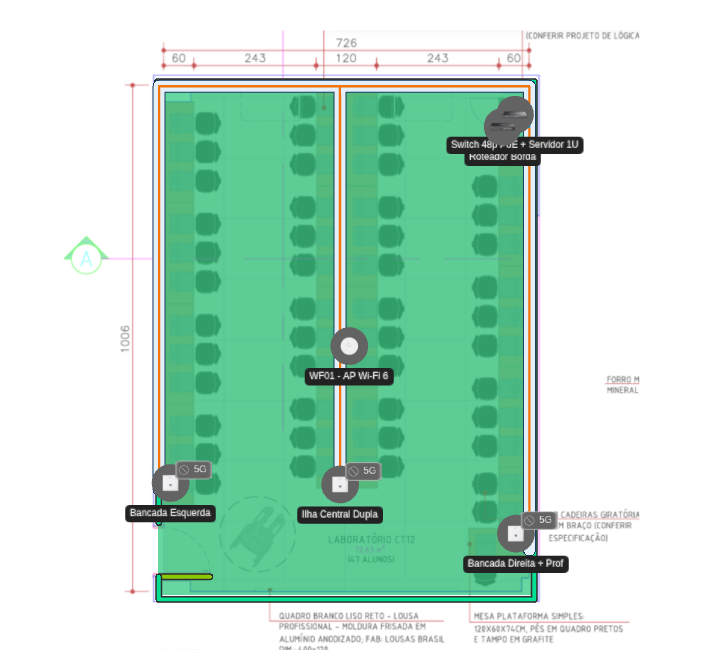 (CONFERIR PROJETO DE LÓGICA
726
60
243
120
243
60
Switch 48p PoE + Servidor 1U
Roteador Borda
A
1006
WF01 - AP Wi-Fi 6
FORRO M
MINERAL
5G
Bancada Esquerda
5G
Ilha Central Dupla
5G
CADEIRAS GIRATÓRIA
M BRAÇO (CONFERIR
ESPECIFICAÇÃO)
LABORATÓRIO CT12
(47 ALUNOS)
Bancada Direita + Prof
QUADRO BRANCO LISO RETO - LOUSA
PROFISSIONAL - MOLDURA FRISADA EM
ALUMÍNIO ANODIZADO; FAB: LOUSAS BRASIL
MESA PLATAFORMA SIMPLES:
120X60X74CM, PÉS EM QUADRO PRETOS
E TAMPO EM GRAFITE